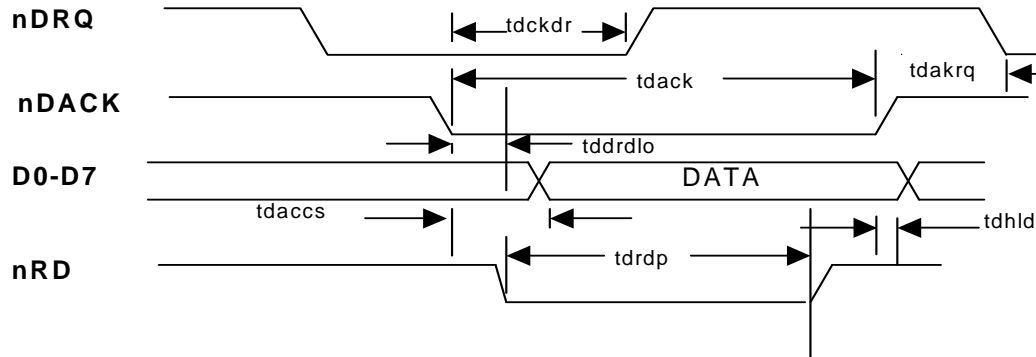 nDRQ
tdckdr
tdack
tdakrq
nDACK
tddrdlo
D0-D7
DATA
tdaccs
tdhld
nRD
tdrdp